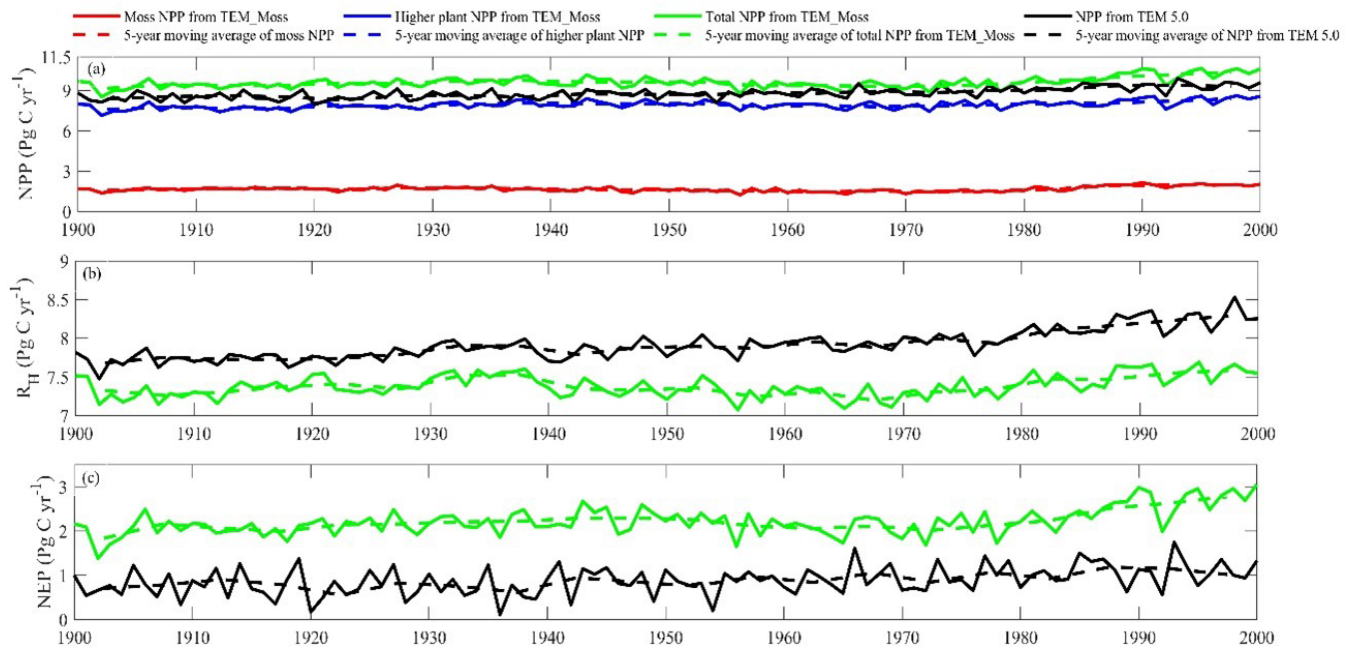 Moss NPP from TEM_Moss Higher plant NPP from TEM_Moss Total NPP from TEM_Moss NPP from TEM 5.0
5-year moving average of moss NPP 5-year moving average of higher plant NPP 5-year moving average of total NPP from TEM_Moss 5-year moving average of NPP from TEM 5.0
(a)
NPP (Pg C yr⁻¹)
11.5
9
6
3
0
1900 1910 1920 1930 1940 1950 1960 1970 1980 1990 2000
(b)
R_H (Pg C yr⁻¹)
9
8.5
8
7.5
7
1900 1910 1920 1930 1940 1950 1960 1970 1980 1990 2000
(c)
NEP (Pg C yr⁻¹)
3
2
1
0
1900 1910 1920 1930 1940 1950 1960 1970 1980 1990 2000